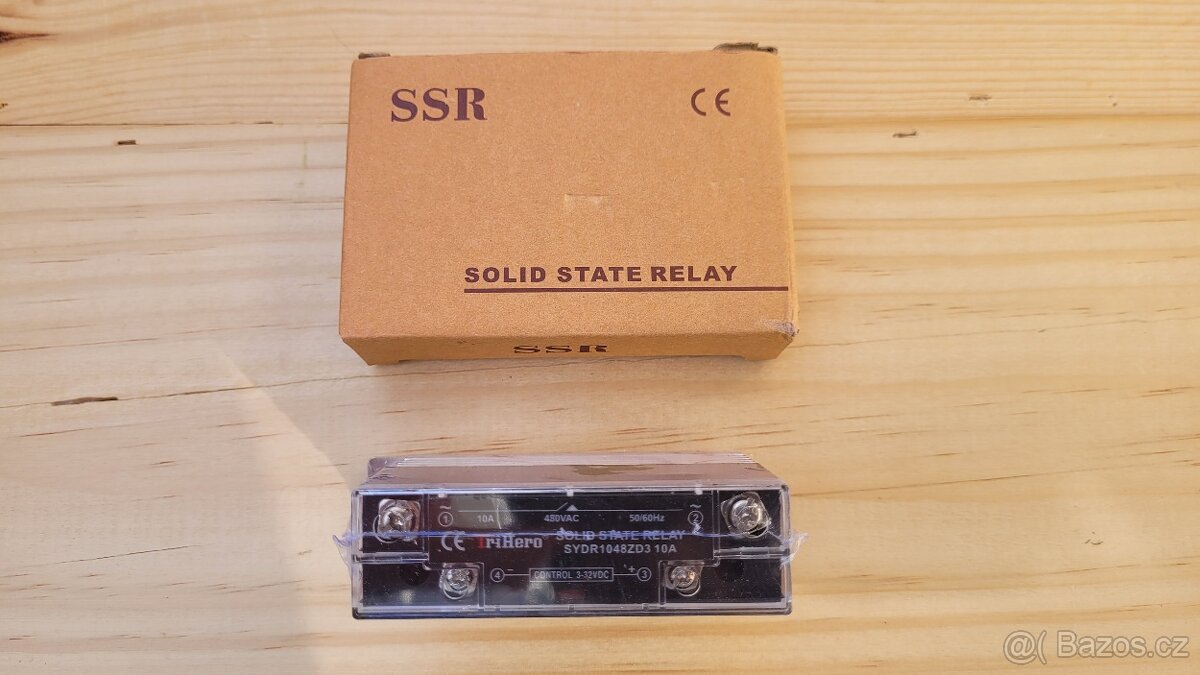 SSR CE
SOLID STATE RELAY
SSR
~ ~
1 10A 480VAC 50/60Hz 2
CE TriHero SOLID STATE RELAY
SYDR1048ZD3 10A
4 - CONTROL 3-32VDC + 3
@( Bazos.cz